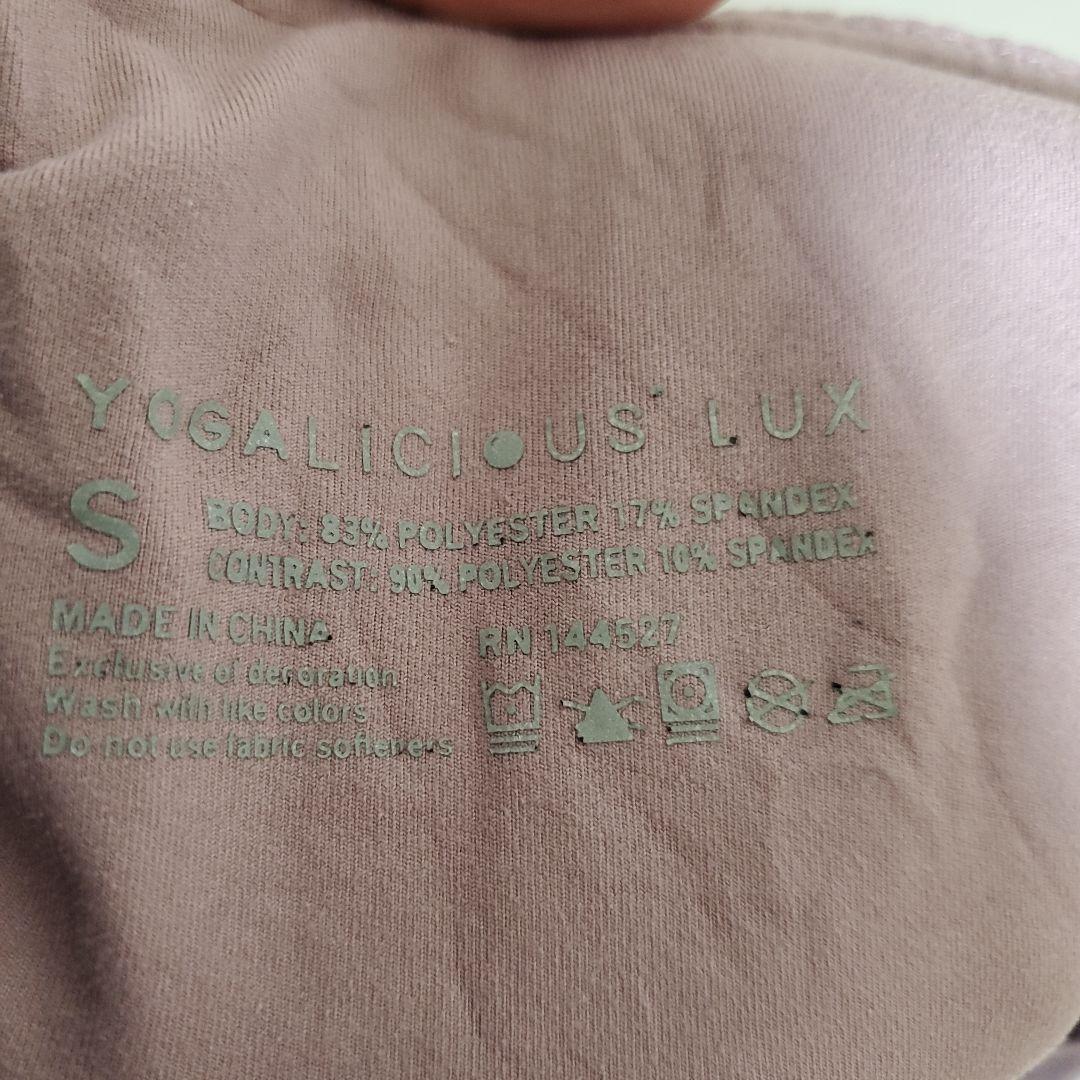 YOGALICIOUS LUX
S
BODY: 83% POLYESTER 17% SPANDEX
CONTRAST: 90% POLYESTER 10% SPANDEX
MADE IN CHINA
RN 144527
Exclusive of decoration
Wash with like colors
Do not use fabric softeners